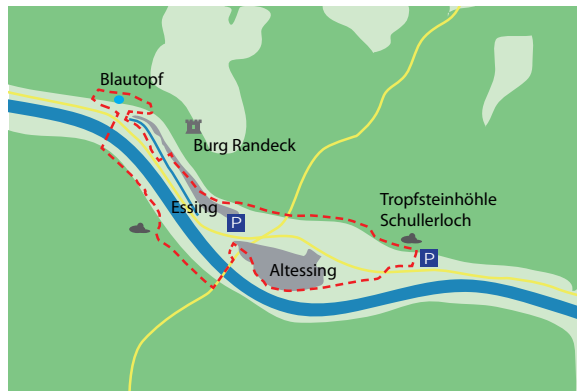 Blautopf
Burg Randeck
Tropfsteinhöhle
Schullerloch
Essing
P
P
Altessing